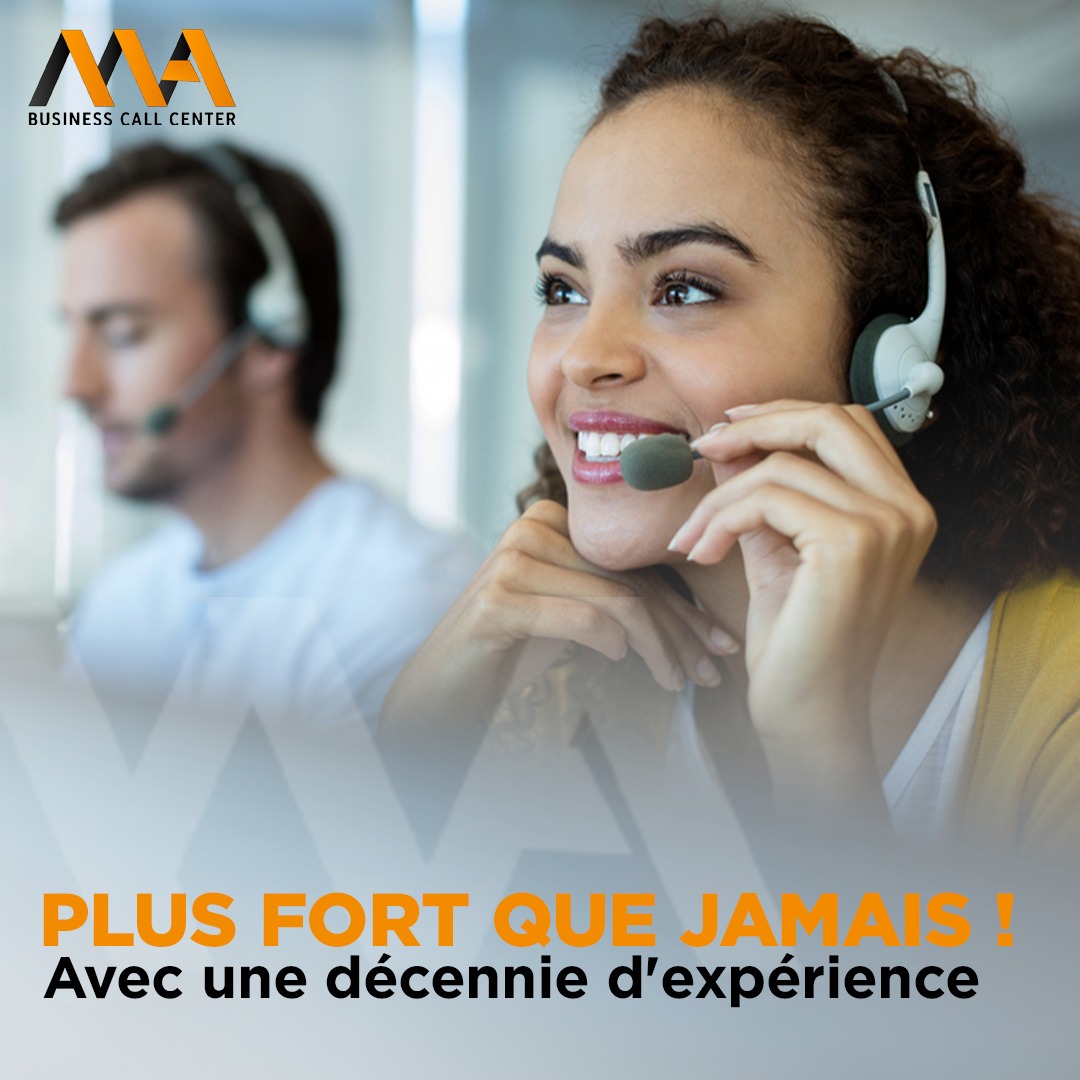 MA
BUSINESS CALL CENTER
PLUS FORT QUE JAMAIS !
Avec une décennie d'expérience